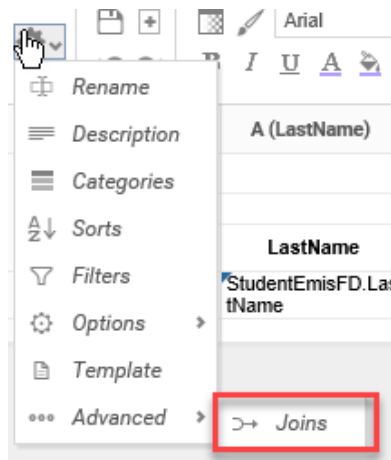 Arial
B I U A
Rename
Description
A (LastName)
Categories
Sorts
LastName
Filters
StudentEmisFD.Las
tName
Options
Template
Advanced
Joins